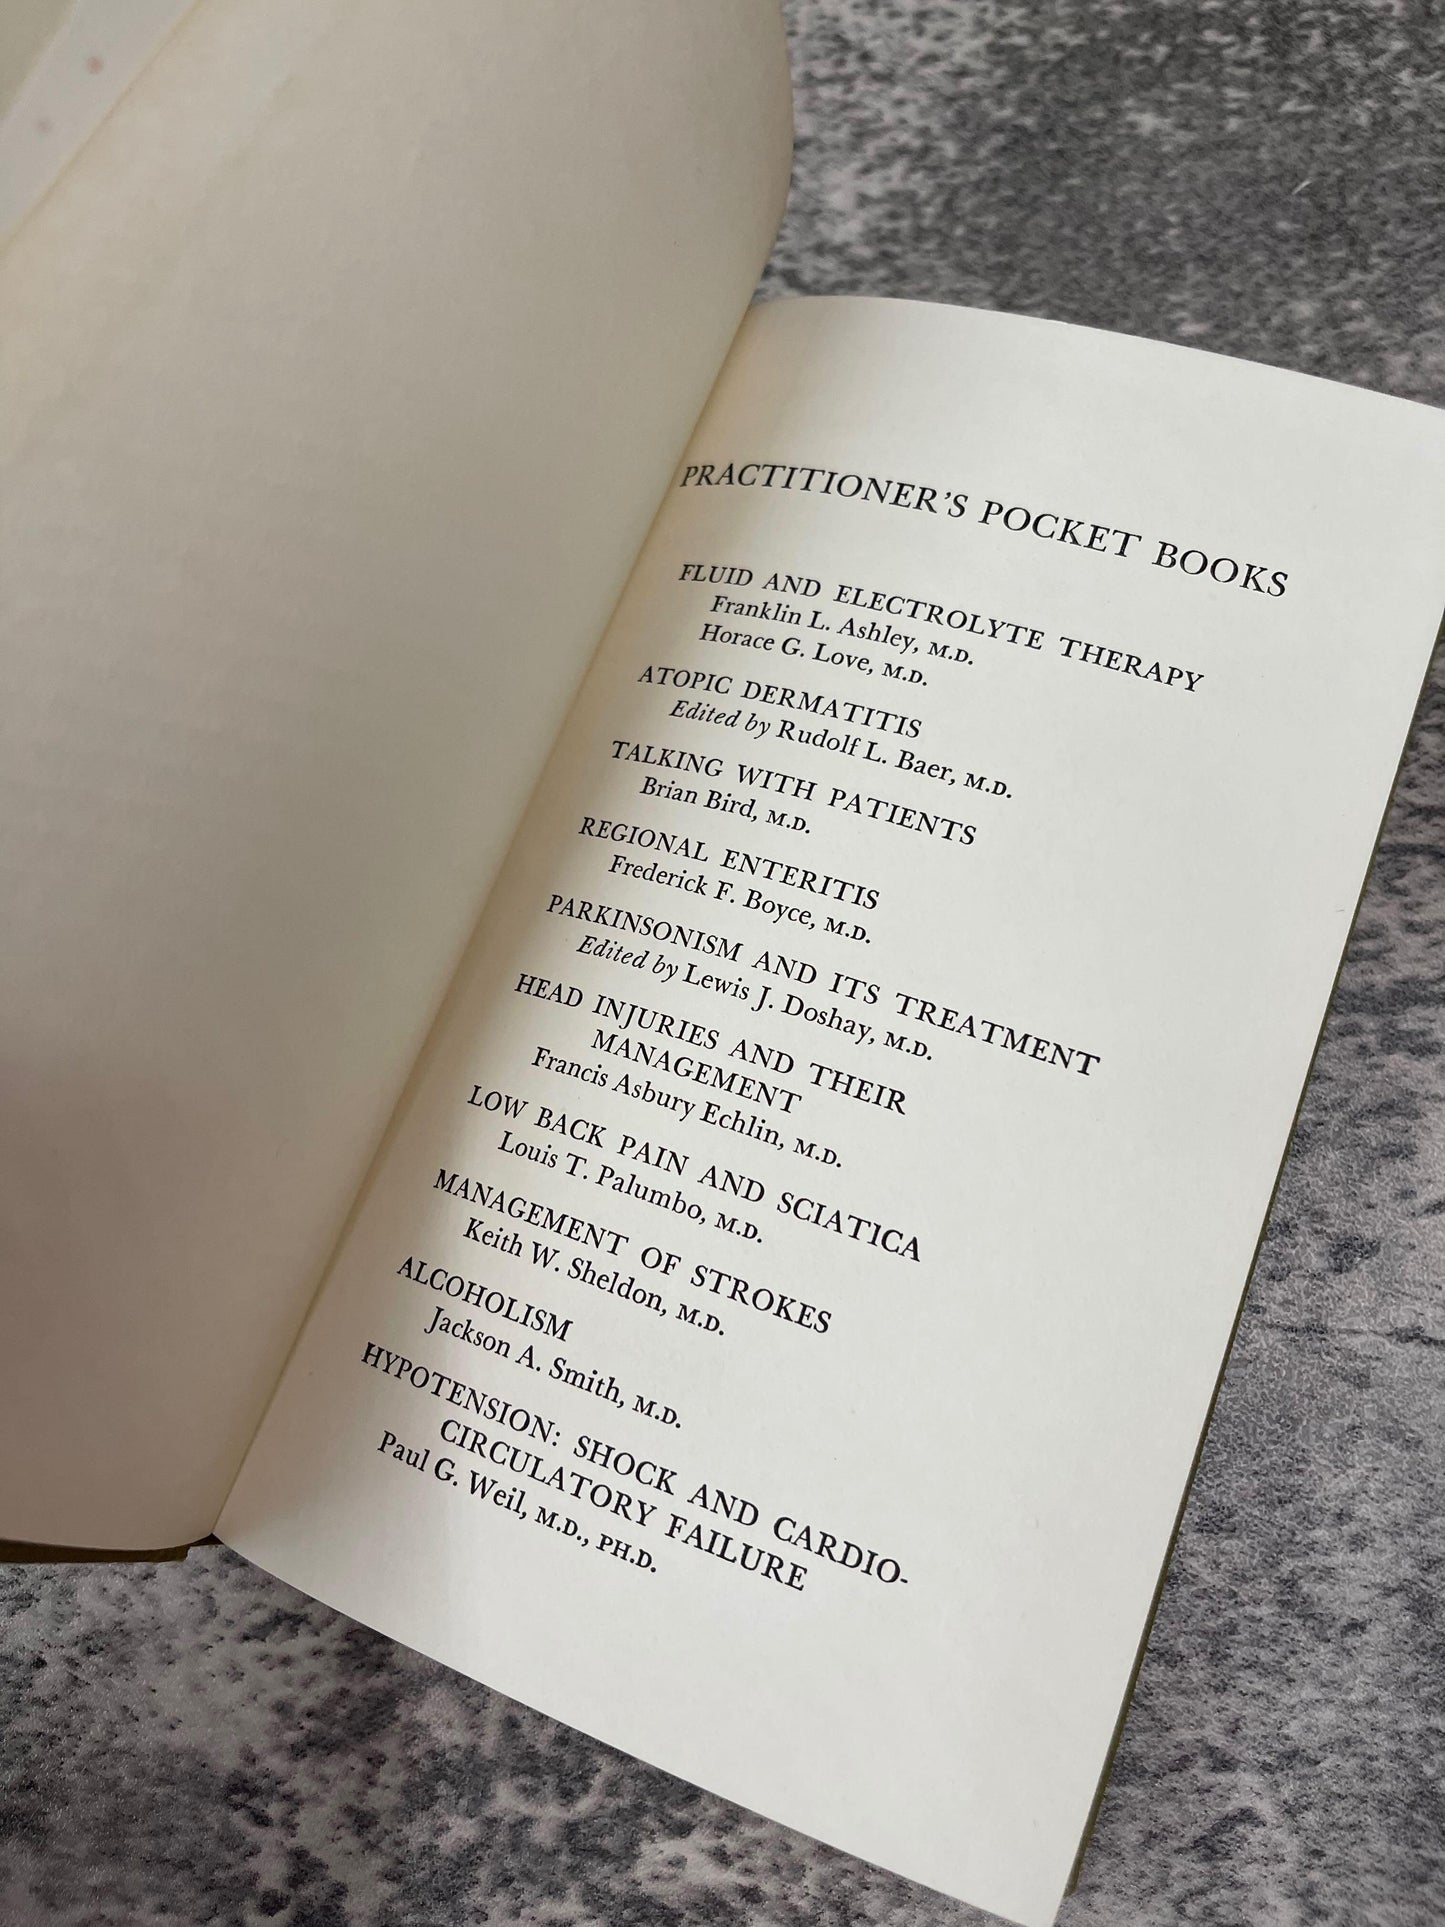 PRACTITIONER'S POCKET BOOKS
FLUID AND ELECTROLYTE THERAPY
Franklin L. Ashley, M.D.
Horace G. Love, M.D.
ATOPIC DERMATITIS
Edited by Rudolf L. Baer, M.D.
TALKING WITH PATIENTS
Brian Bird, M.D.
REGIONAL ENTERITIS
Frederick F. Boyce, M.D.
PARKINSONISM AND ITS TREATMENT
Edited by Lewis J. Doshay, M.D.
HEAD INJURIES AND THEIR
MANAGEMENT
Francis Asbury Echlin, M.D.
LOW BACK PAIN AND SCIATICA
Louis T. Palumbo, M.D.
MANAGEMENT OF STROKES
Keith W. Sheldon, M.D.
ALCOHOLISM
Jackson A. Smith, M.D.
HYPOTENSION: SHOCK AND CARDIO-
CIRCULATORY FAILURE
Paul G. Weil, M.D., PH.D.